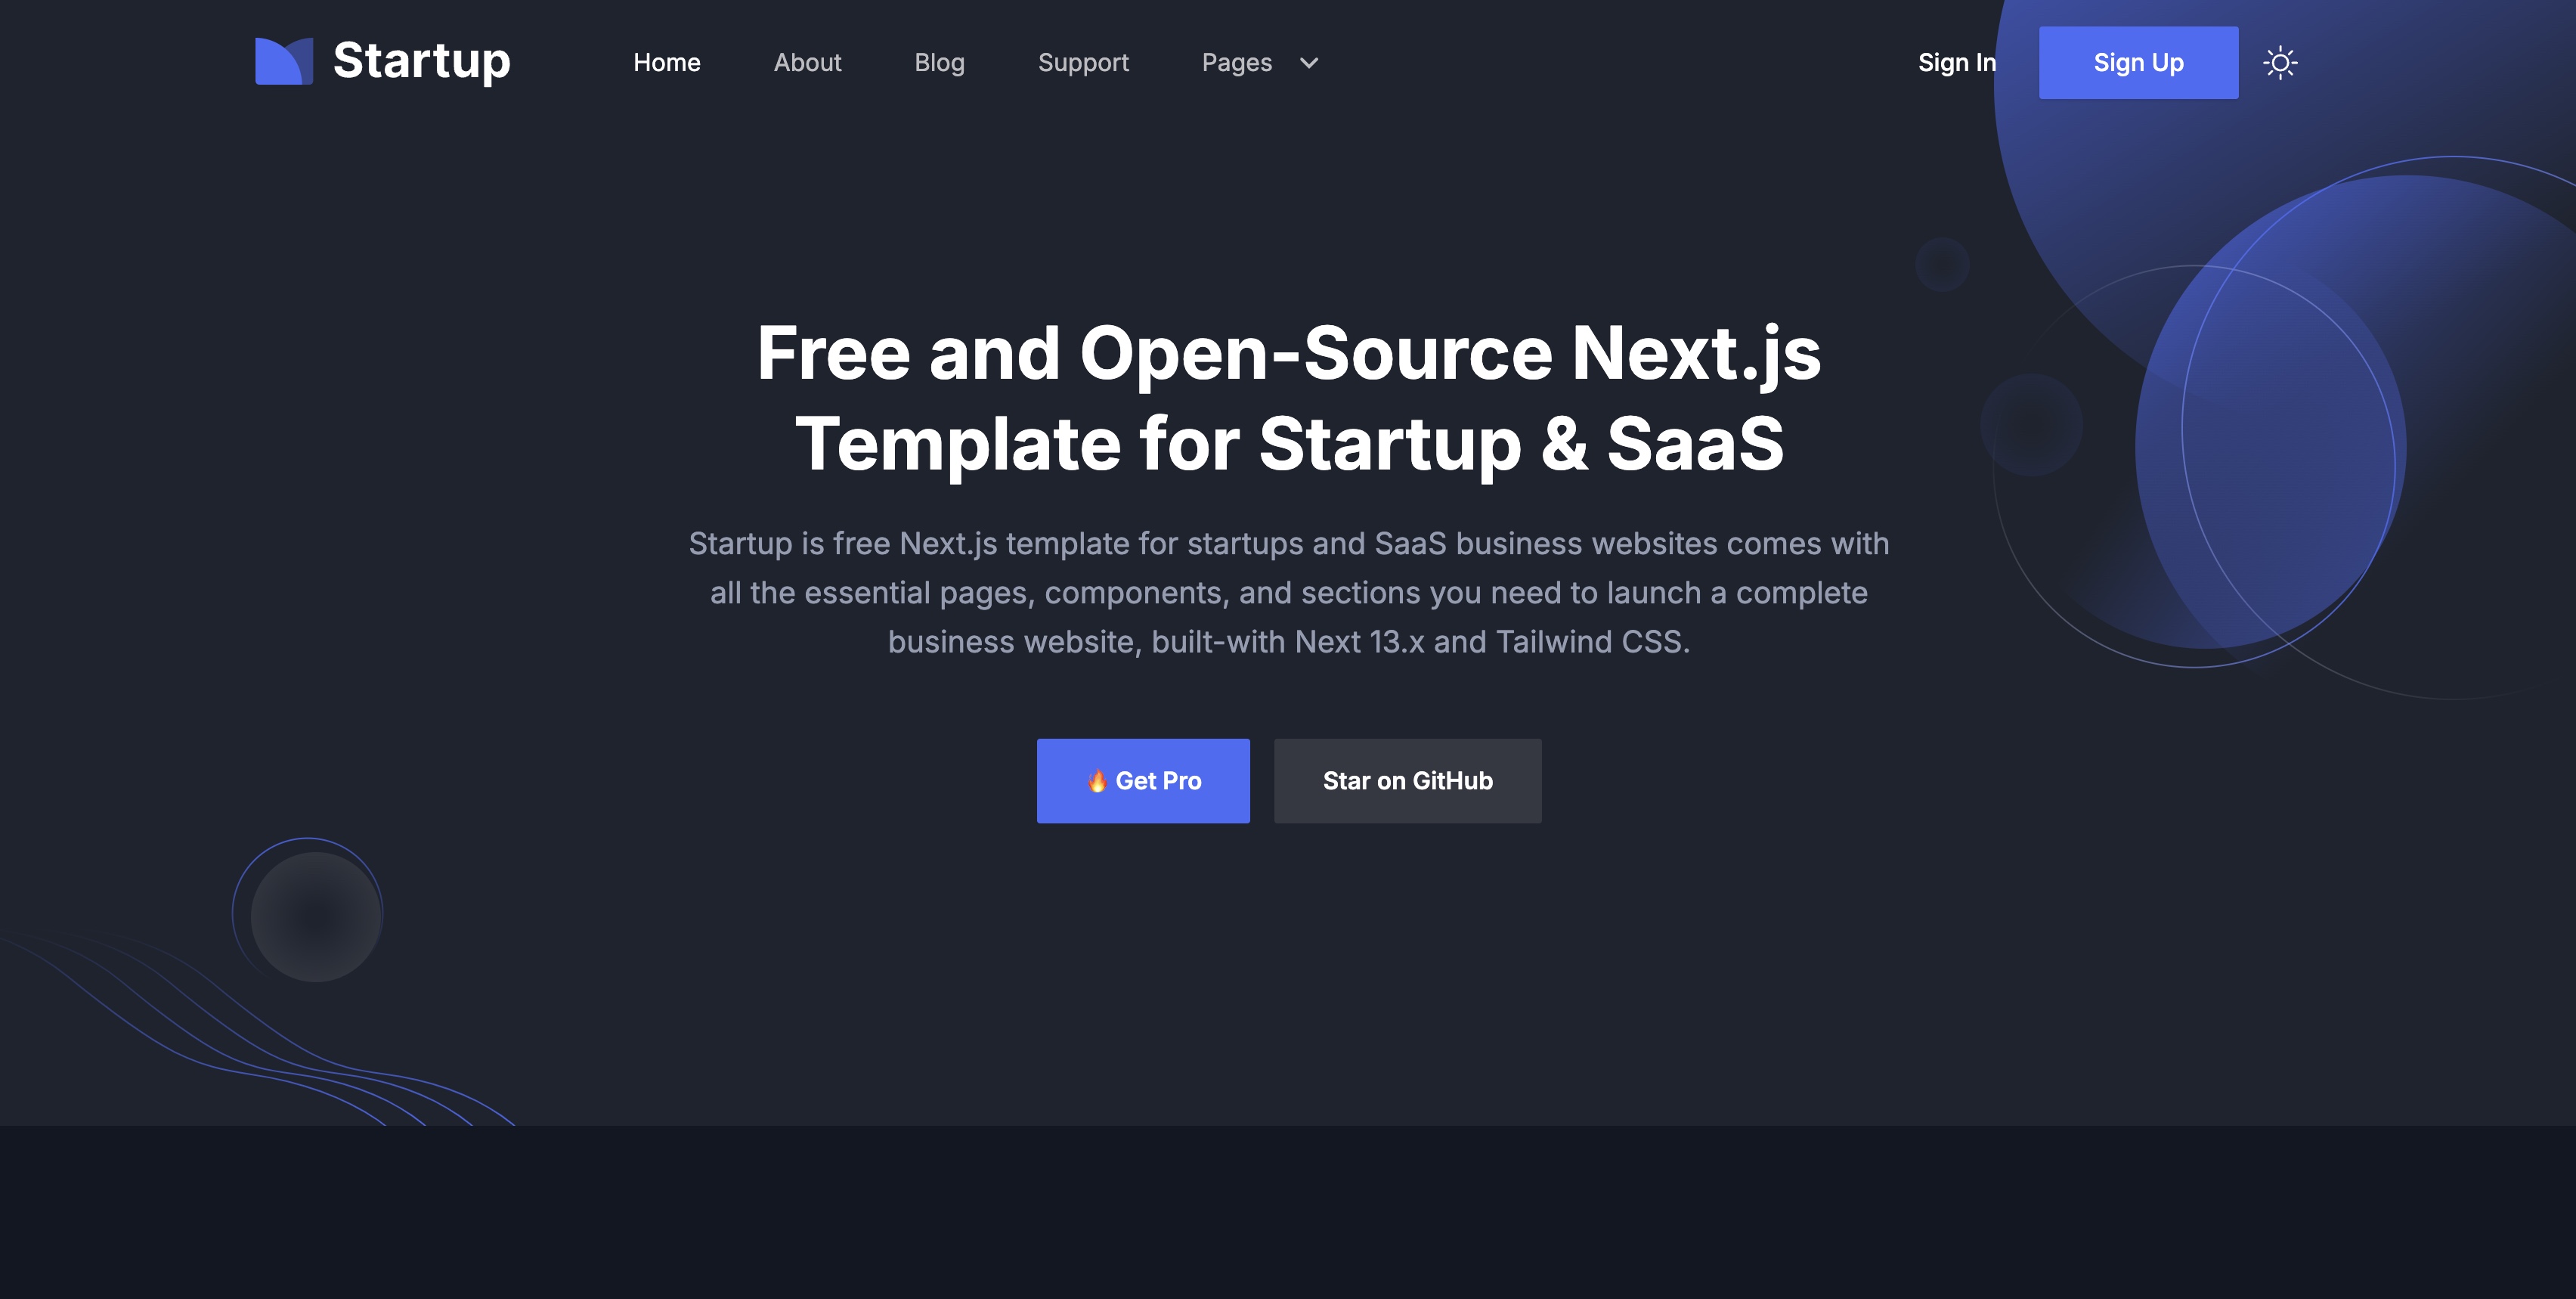 Startup
Home About Blog Support Pages Sign In Sign Up
Free and Open-Source Next.js
Template for Startup & SaaS
Startup is free Next.js template for startups and SaaS business websites comes with
all the essential pages, components, and sections you need to launch a complete
business website, built-with Next 13.x and Tailwind CSS.
🔥 Get Pro Star on GitHub